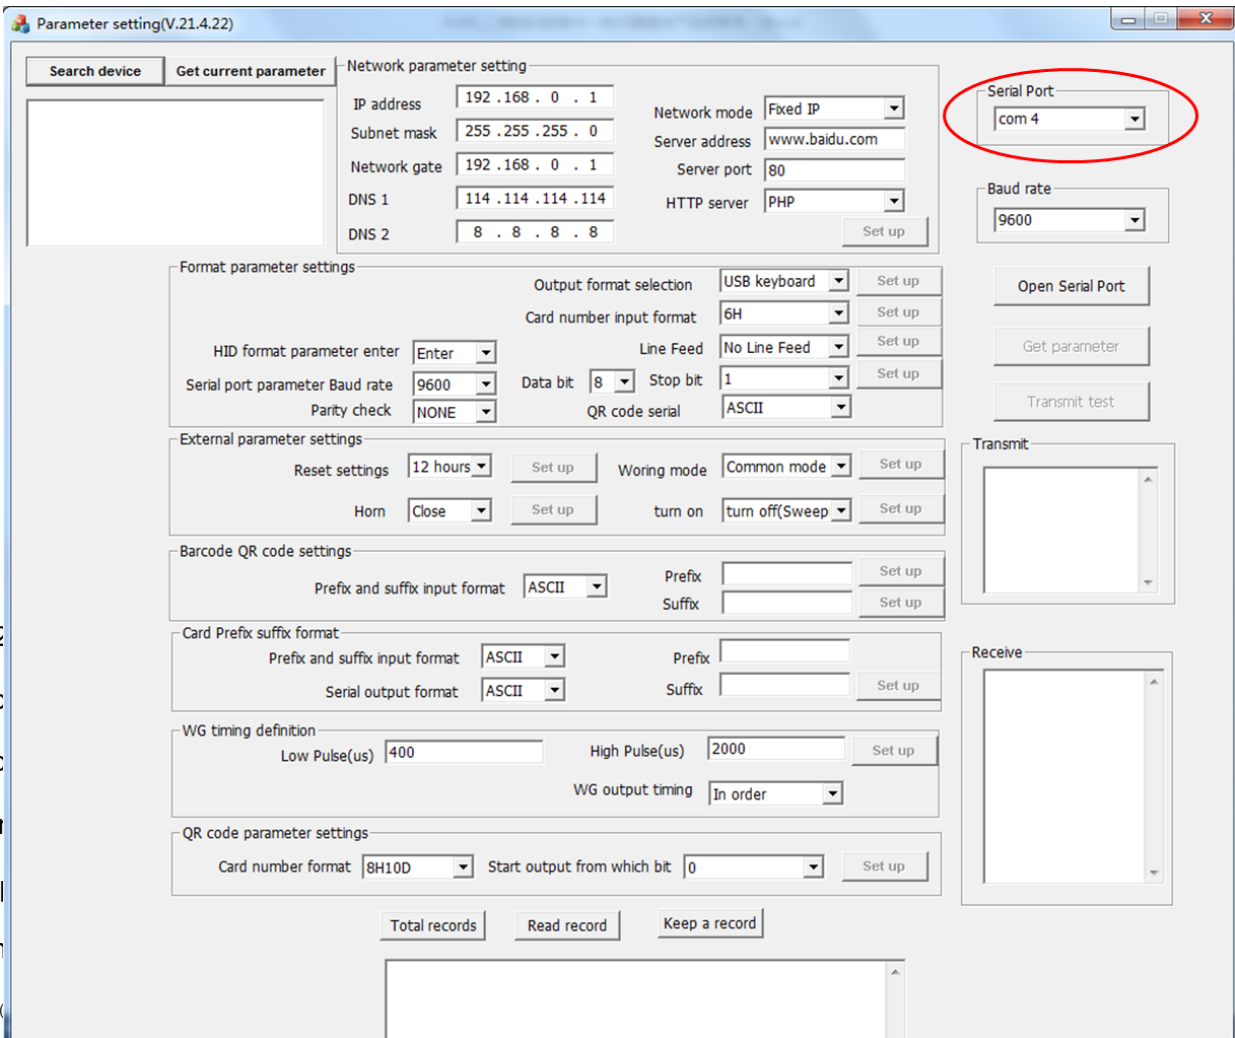 Parameter setting(V.21.4.22)
Search device
Get current parameter
Network parameter setting
IP address 192 .168 . 0 . 1
Subnet mask 255 .255 .255 . 0
Network gate 192 .168 . 0 . 1
DNS 1 114 .114 .114 .114
DNS 2 8 . 8 . 8 . 8
Network mode Fixed IP
Server address www.baidu.com
Server port 80
HTTP server PHP
Set up
Serial Port
com 4
Baud rate
9600
Open Serial Port
Get parameter
Transmit test
Format parameter settings
Output format selection USB keyboard Set up
Card number input format 6H Set up
HID format parameter enter Enter Line Feed No Line Feed Set up
Serial port parameter Baud rate 9600 Data bit 8 Stop bit 1 Set up
Parity check NONE QR code serial ASCII
External parameter settings
Reset settings 12 hours Set up Woring mode Common mode Set up
Horn Close Set up turn on turn off(Sweep Set up
Transmit
Barcode QR code settings
Prefix and suffix input format ASCII
Prefix Set up
Suffix Set up
Card Prefix suffix format
Prefix and suffix input format ASCII Prefix
Serial output format ASCII Suffix Set up
Receive
WG timing definition
Low Pulse(us) 400 High Pulse(us) 2000 Set up
WG output timing In order
QR code parameter settings
Card number format 8H10D Start output from which bit 0 Set up
Total records
Read record
Keep a record